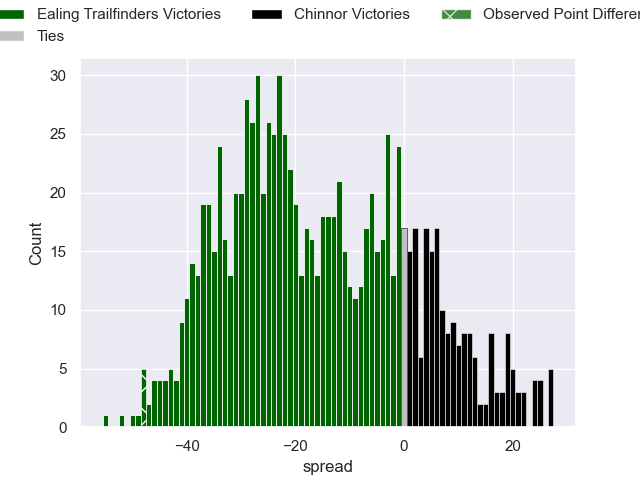 Ealing Trailfinders Victories Chinnor Victories Observed Point
Ties
30
25
20
15
10
5
0
Count
−40 −20 0 20
spread